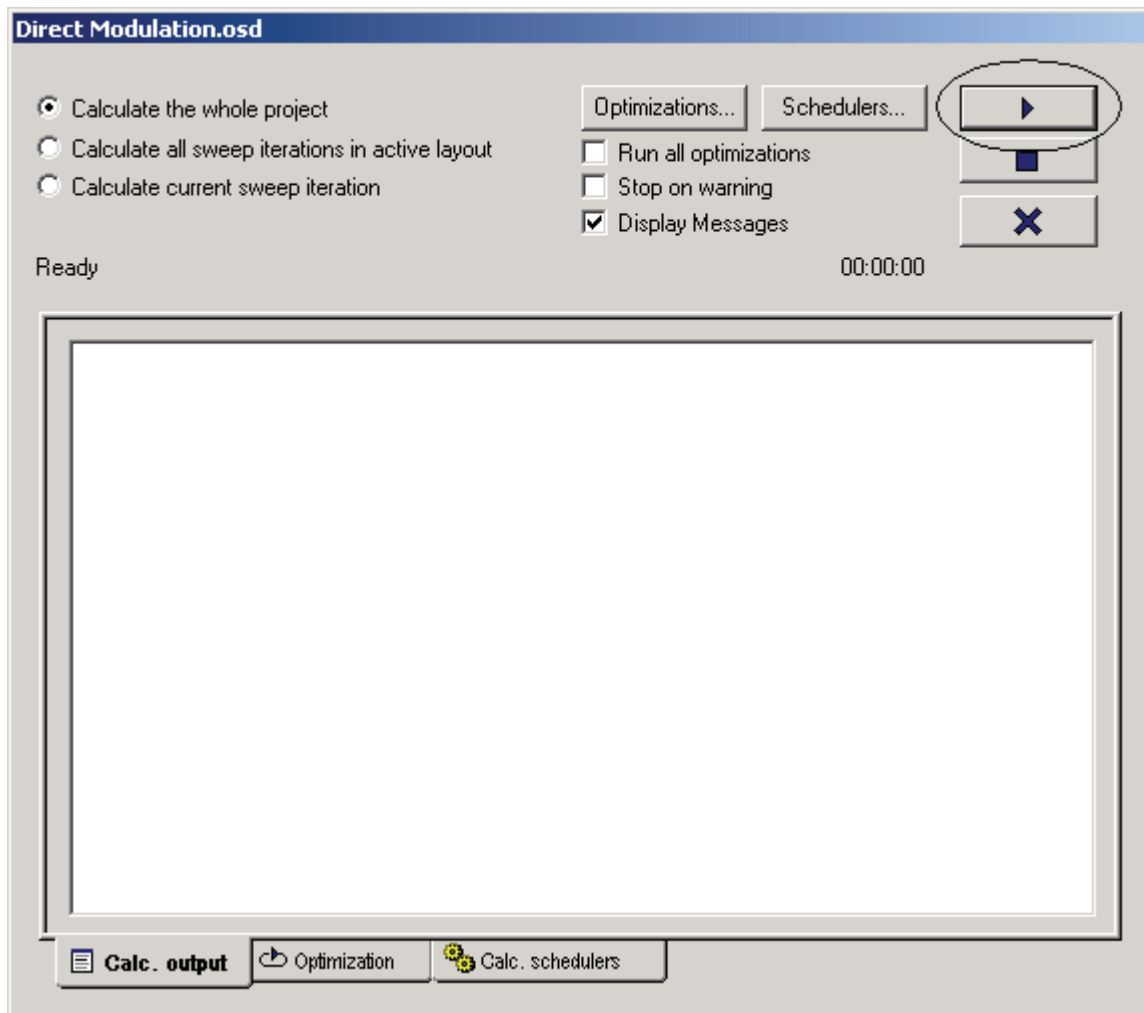 Direct Modulation.osd
Calculate the whole project
Calculate all sweep iterations in active layout
Calculate current sweep iteration
Optimizations...
Schedulers...
Run all optimizations
Stop on warning
Display Messages
Ready
00:00:00
Calc. output
Optimization
Calc. schedulers